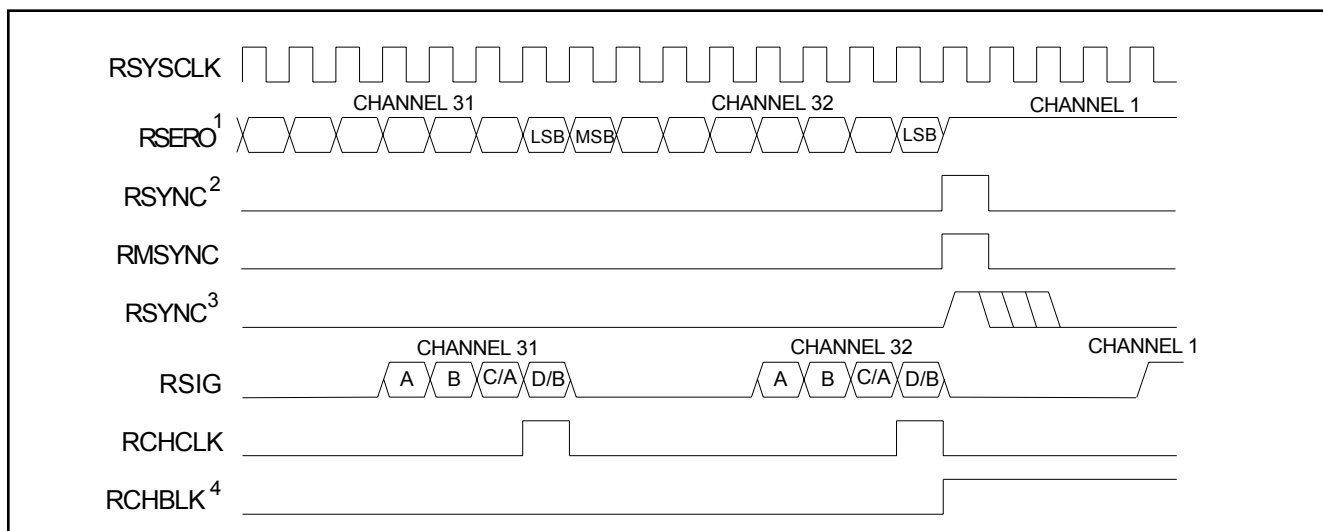 RSYSCLK
CHANNEL 31 CHANNEL 32 CHANNEL 1
RSERO1 LSB MSB LSB
RSYNC2
RMSYNC
RSYNC3
CHANNEL 31 CHANNEL 32 CHANNEL 1
RSIG A B C/A D/B A B C/A D/B
RCHCLK
RCHBLK4